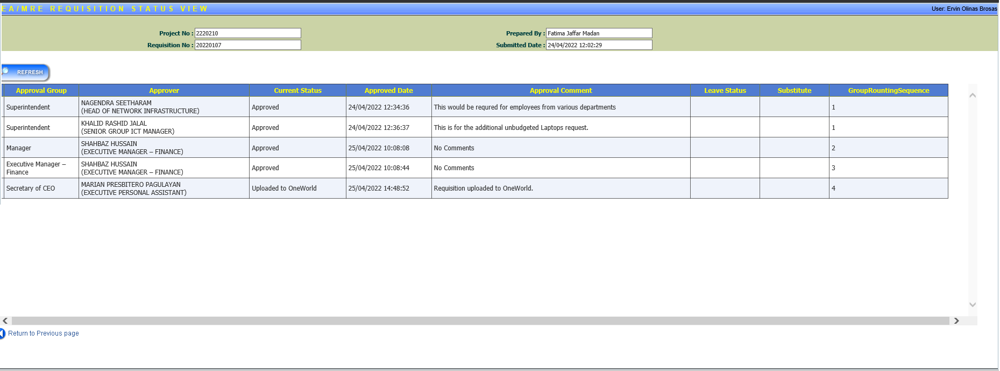 EA/MRE REQUISITION STATUS VIEW
User: Ervin Olinas Brosas
Project No : 2220210
Prepared By : Fatima Jaffar Madan
Requisition No : 20220107
Submitted Date : 24/04/2022 12:02:29
REFRESH
Approval Group Approver Current Status Approved Date Approval Comment Leave Status Substitute GroupRountingSequence
Superintendent NAGENDRA SEETHARAM (HEAD OF NETWORK INFRASTRUCTURE) Approved 24/04/2022 12:34:36 This would be requred for employees from various departments 1
Superintendent KHALID RASHID JALAL (SENIOR GROUP ICT MANAGER) Approved 24/04/2022 12:36:37 This is for the additional unbudgeted Laptops request. 1
Manager SHAHBAZ HUSSAIN (EXECUTIVE MANAGER – FINANCE) Approved 25/04/2022 10:08:08 No Comments 2
Executive Manager – Finance SHAHBAZ HUSSAIN (EXECUTIVE MANAGER – FINANCE) Approved 25/04/2022 10:08:44 No Comments 3
Secretary of CEO MARIAN PRESBITERO PAGULAYAN (EXECUTIVE PERSONAL ASSISTANT) Uploaded to OneWorld 25/04/2022 14:48:52 Requisition uploaded to OneWorld. 4
Return to Previous page